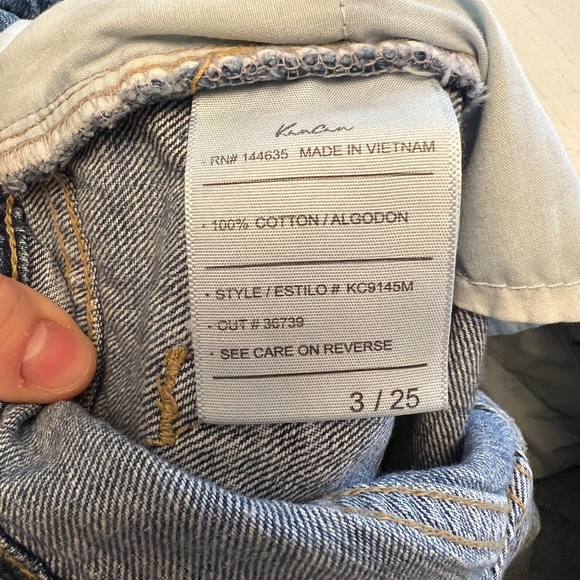 KanCan
RN# 144635 MADE IN VIETNAM
• 100% COTTON / ALGODON
• STYLE / ESTILO # KC9145M
• CUT # 36739
• SEE CARE ON REVERSE
3 / 25